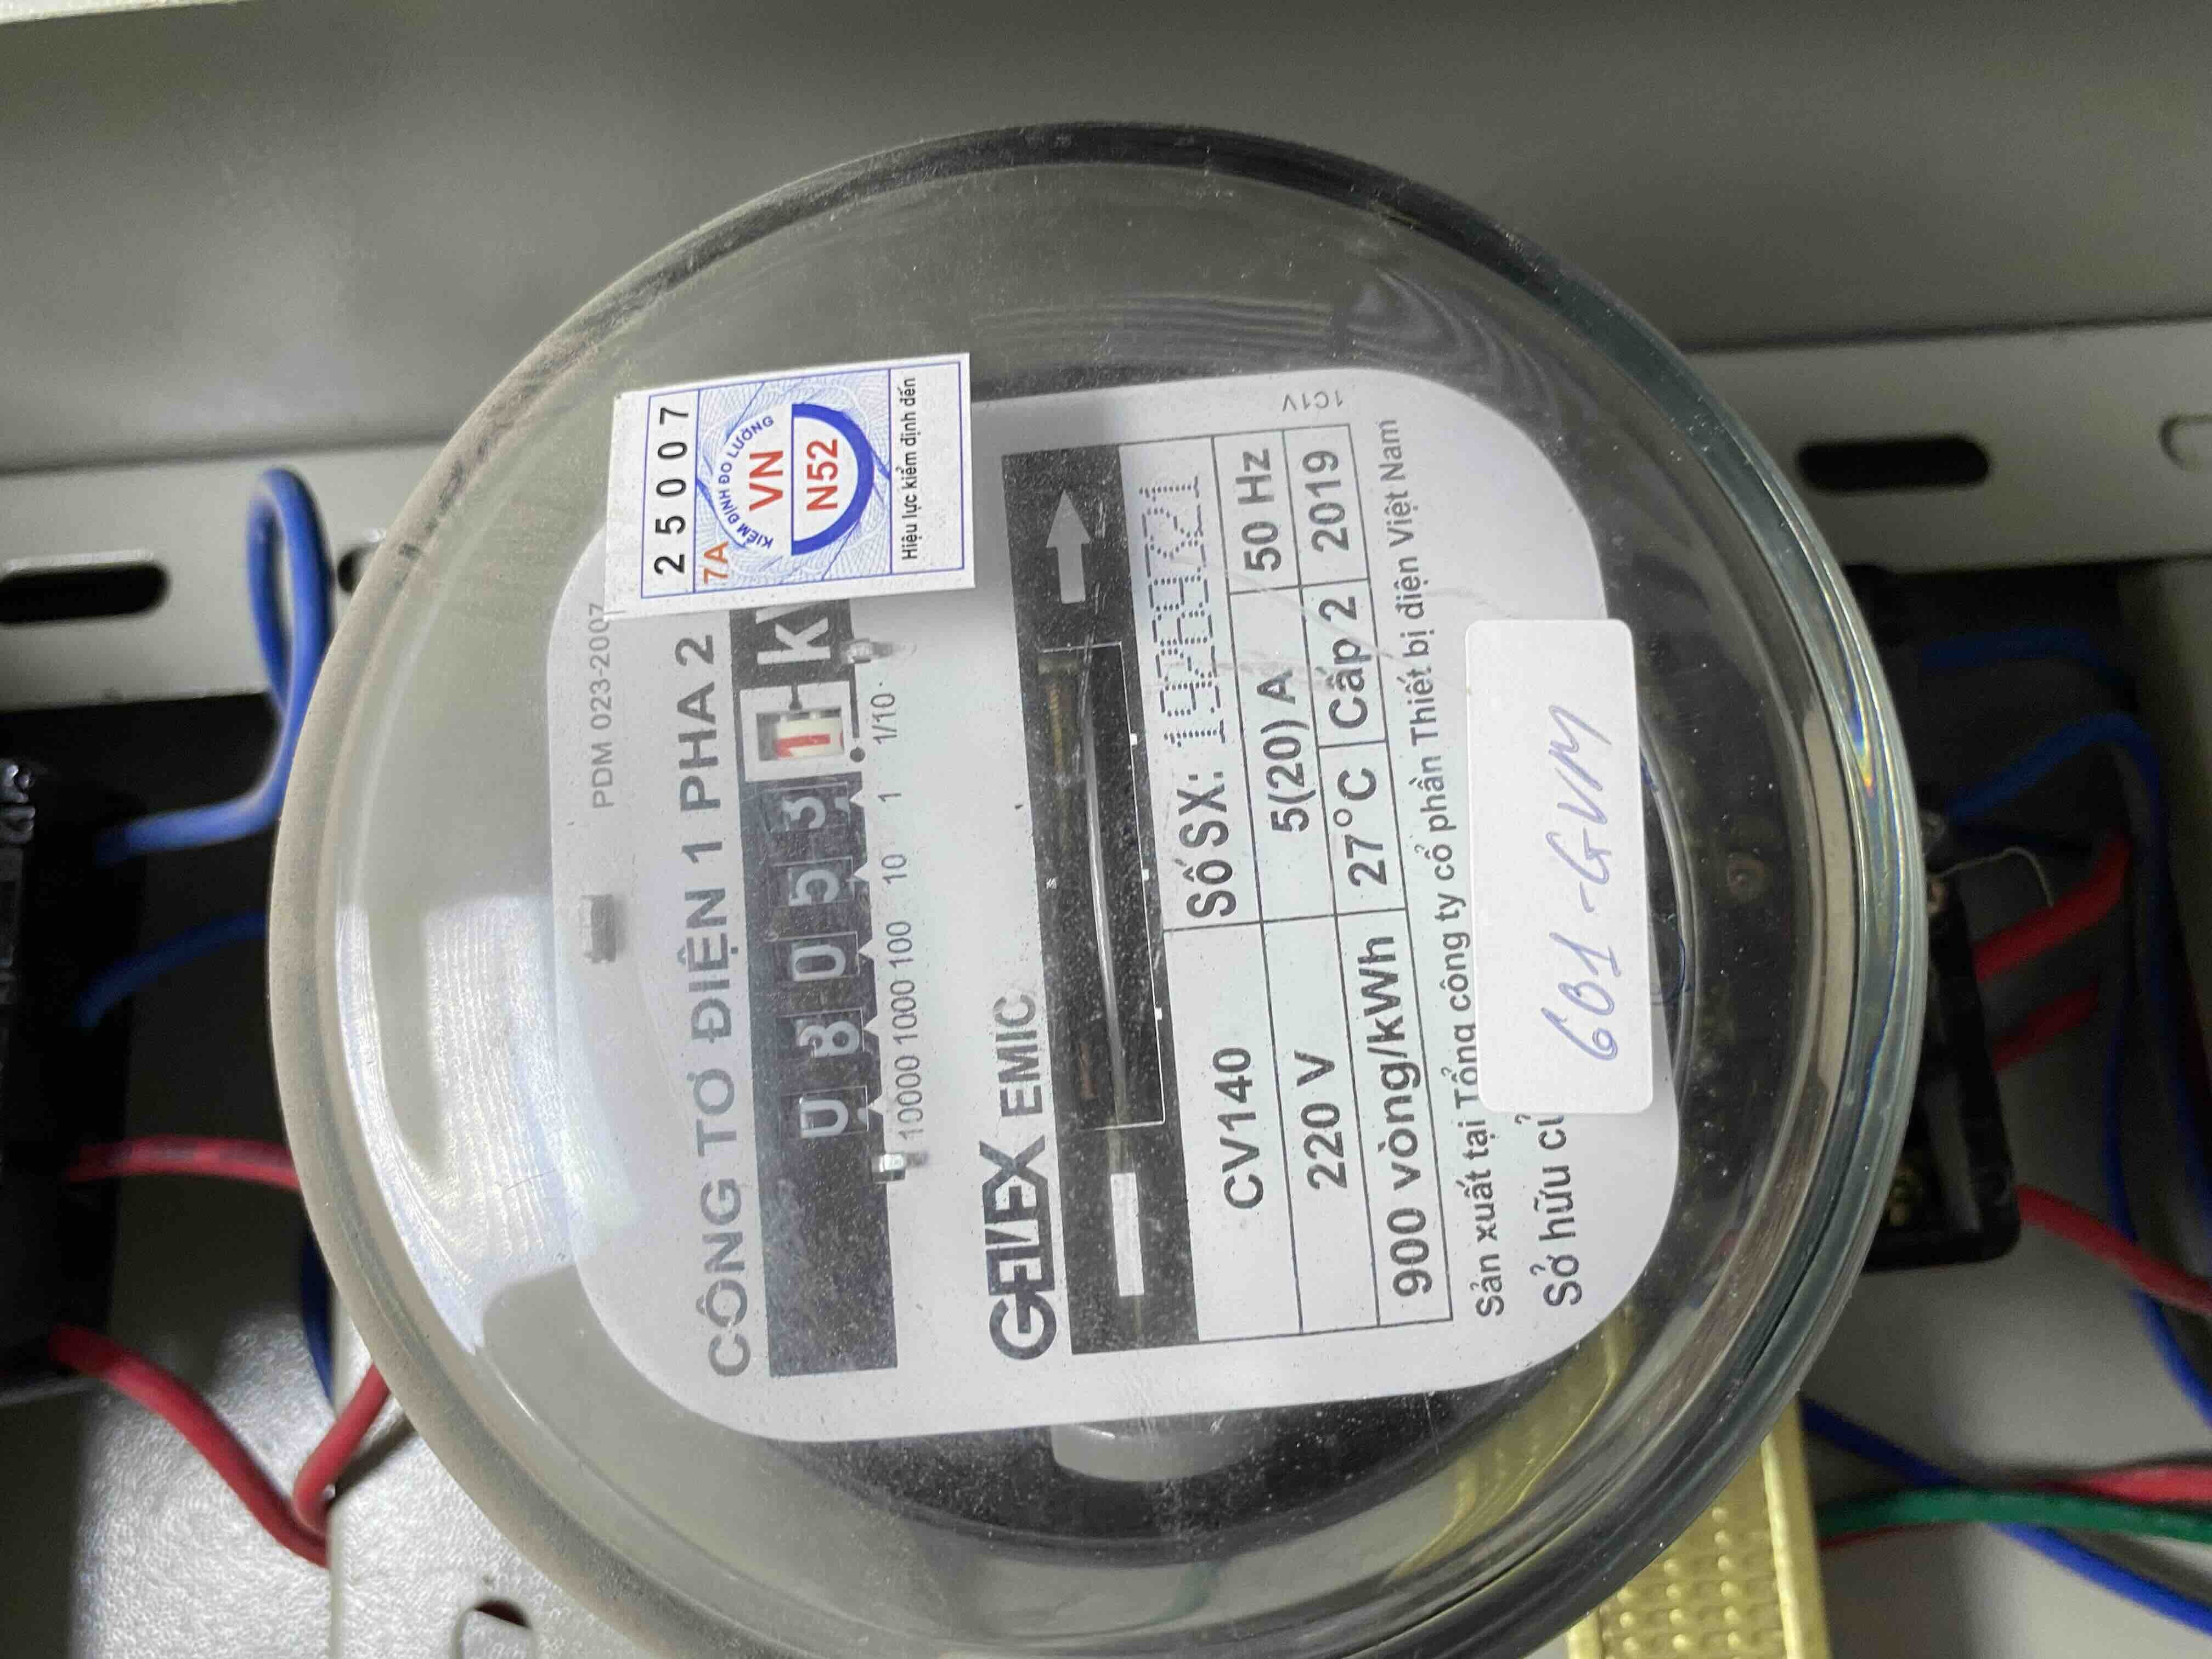 PDM 023-2007
25007
7A
KIỂM ĐỊNH ĐO LƯỜNG
VN
N52
Hiệu lực kiểm định đến
CÔNG TƠ ĐIỆN 1 PHA 2
0 8 0 5 3 1
10000 1000 100 10 1 1/10
GELEX EMIC
CV140 Số SX:
220 V 5(20) A 50 Hz
900 vòng/kWh 27°C Cấp 2 2019
1C1V
Sản xuất tại Tổng công ty cổ phần Thiết bị điện Việt Nam
Sở hữu
6B1-GVM